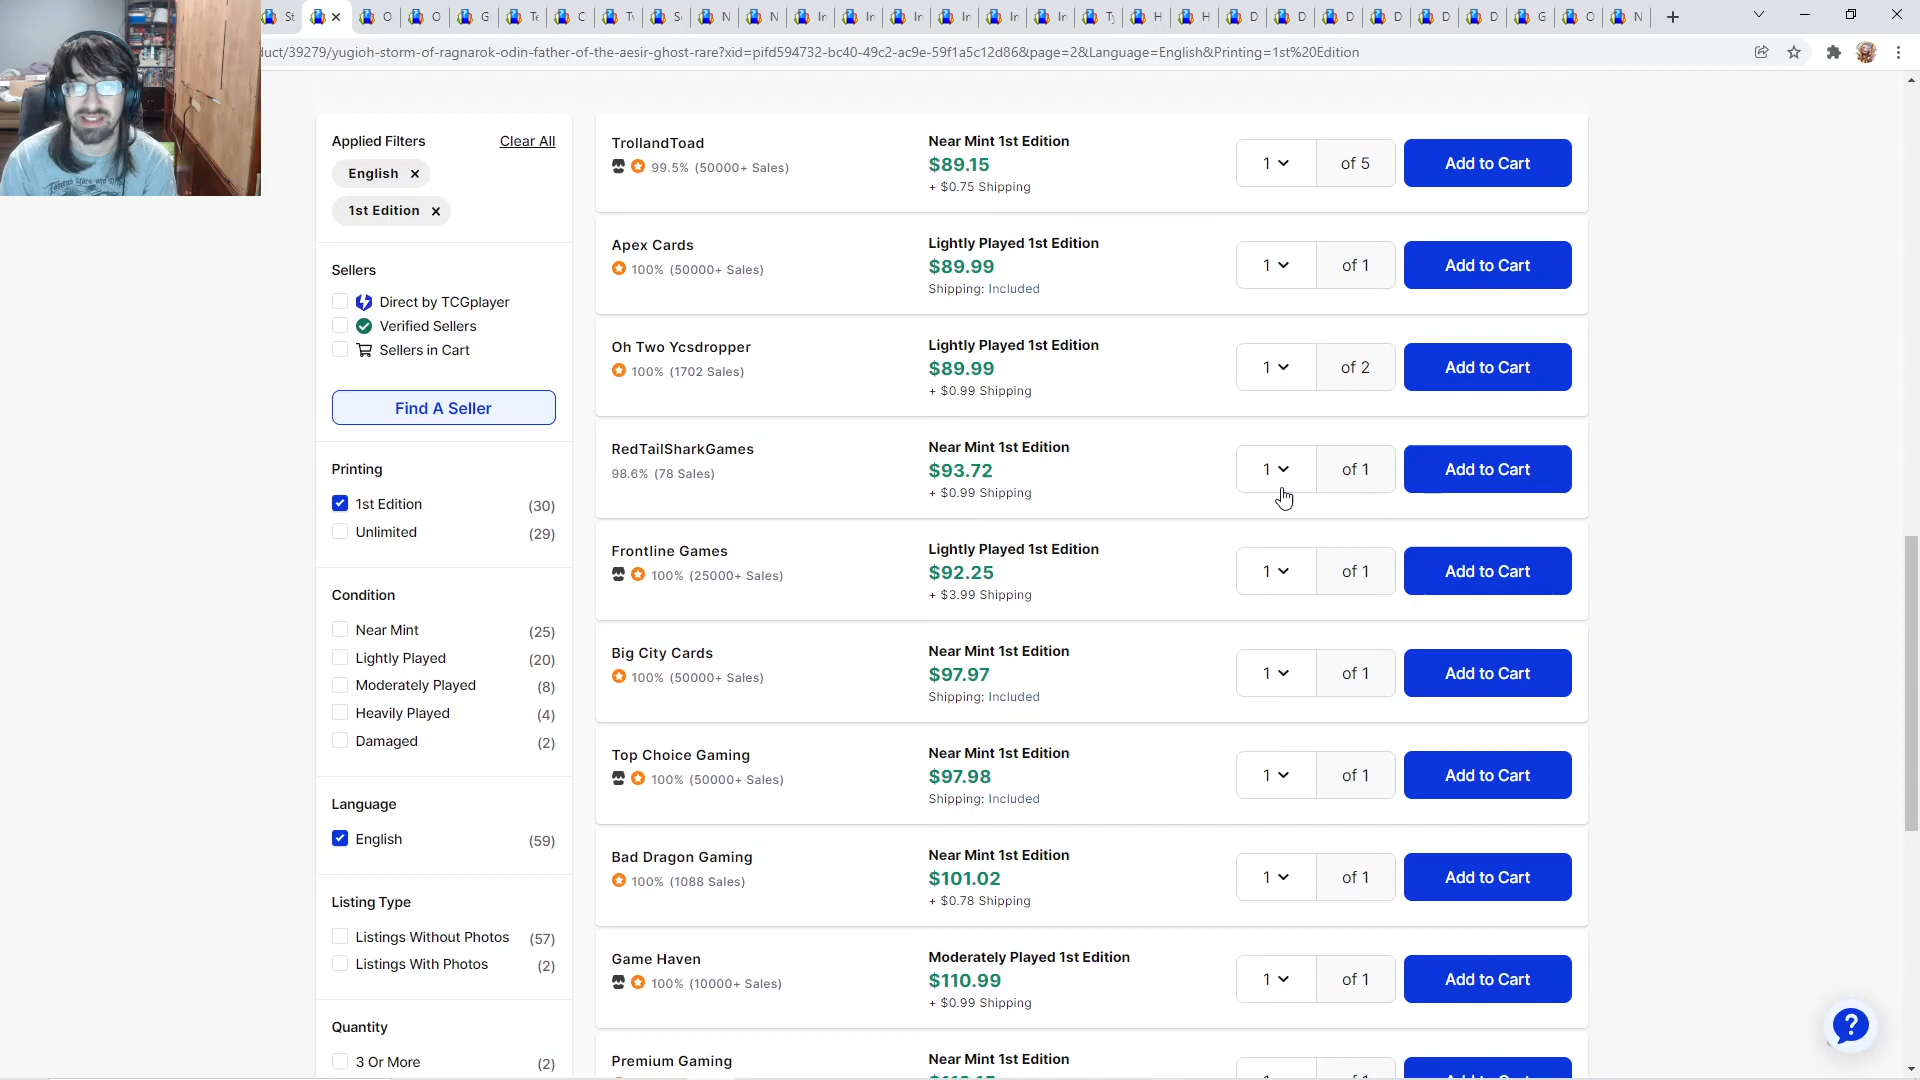 St
O
O
G
Te
C
Tv
Si
N
N
In
In
In
In
In
In
Ty
H
H
D
D
D
D
D
D
G
O
N
duct/39279/yugioh-storm-of-ragnarok-odin-father-of-the-aesir-ghost-rare?xid=pifd594732-bc40-49c2-ac9e-59f1a5c12d86&page=2&Language=English&Printing=1st%20Edition
Applied Filters
Clear All
English
1st Edition
Sellers
Direct by TCGplayer
Verified Sellers
Sellers in Cart
Find A Seller
Printing
1st Edition (30)
Unlimited (29)
Condition
Near Mint (25)
Lightly Played (20)
Moderately Played (8)
Heavily Played (4)
Damaged (2)
Language
English (59)
Listing Type
Listings Without Photos (57)
Listings With Photos (2)
Quantity
3 Or More (2)
TrollandToad
99.5% (50000+ Sales)
Near Mint 1st Edition
$89.15
+ $0.75 Shipping
1 of 5 Add to Cart
Apex Cards
100% (50000+ Sales)
Lightly Played 1st Edition
$89.99
Shipping: Included
1 of 1 Add to Cart
Oh Two Ycsdropper
100% (1702 Sales)
Lightly Played 1st Edition
$89.99
+ $0.99 Shipping
1 of 2 Add to Cart
RedTailSharkGames
98.6% (78 Sales)
Near Mint 1st Edition
$93.72
+ $0.99 Shipping
1 of 1 Add to Cart
Frontline Games
100% (25000+ Sales)
Lightly Played 1st Edition
$92.25
+ $3.99 Shipping
1 of 1 Add to Cart
Big City Cards
100% (50000+ Sales)
Near Mint 1st Edition
$97.97
Shipping: Included
1 of 1 Add to Cart
Top Choice Gaming
100% (50000+ Sales)
Near Mint 1st Edition
$97.98
Shipping: Included
1 of 1 Add to Cart
Bad Dragon Gaming
100% (1088 Sales)
Near Mint 1st Edition
$101.02
+ $0.78 Shipping
1 of 1 Add to Cart
Game Haven
100% (10000+ Sales)
Moderately Played 1st Edition
$110.99
+ $0.99 Shipping
1 of 1 Add to Cart
Premium Gaming
Near Mint 1st Edition
?